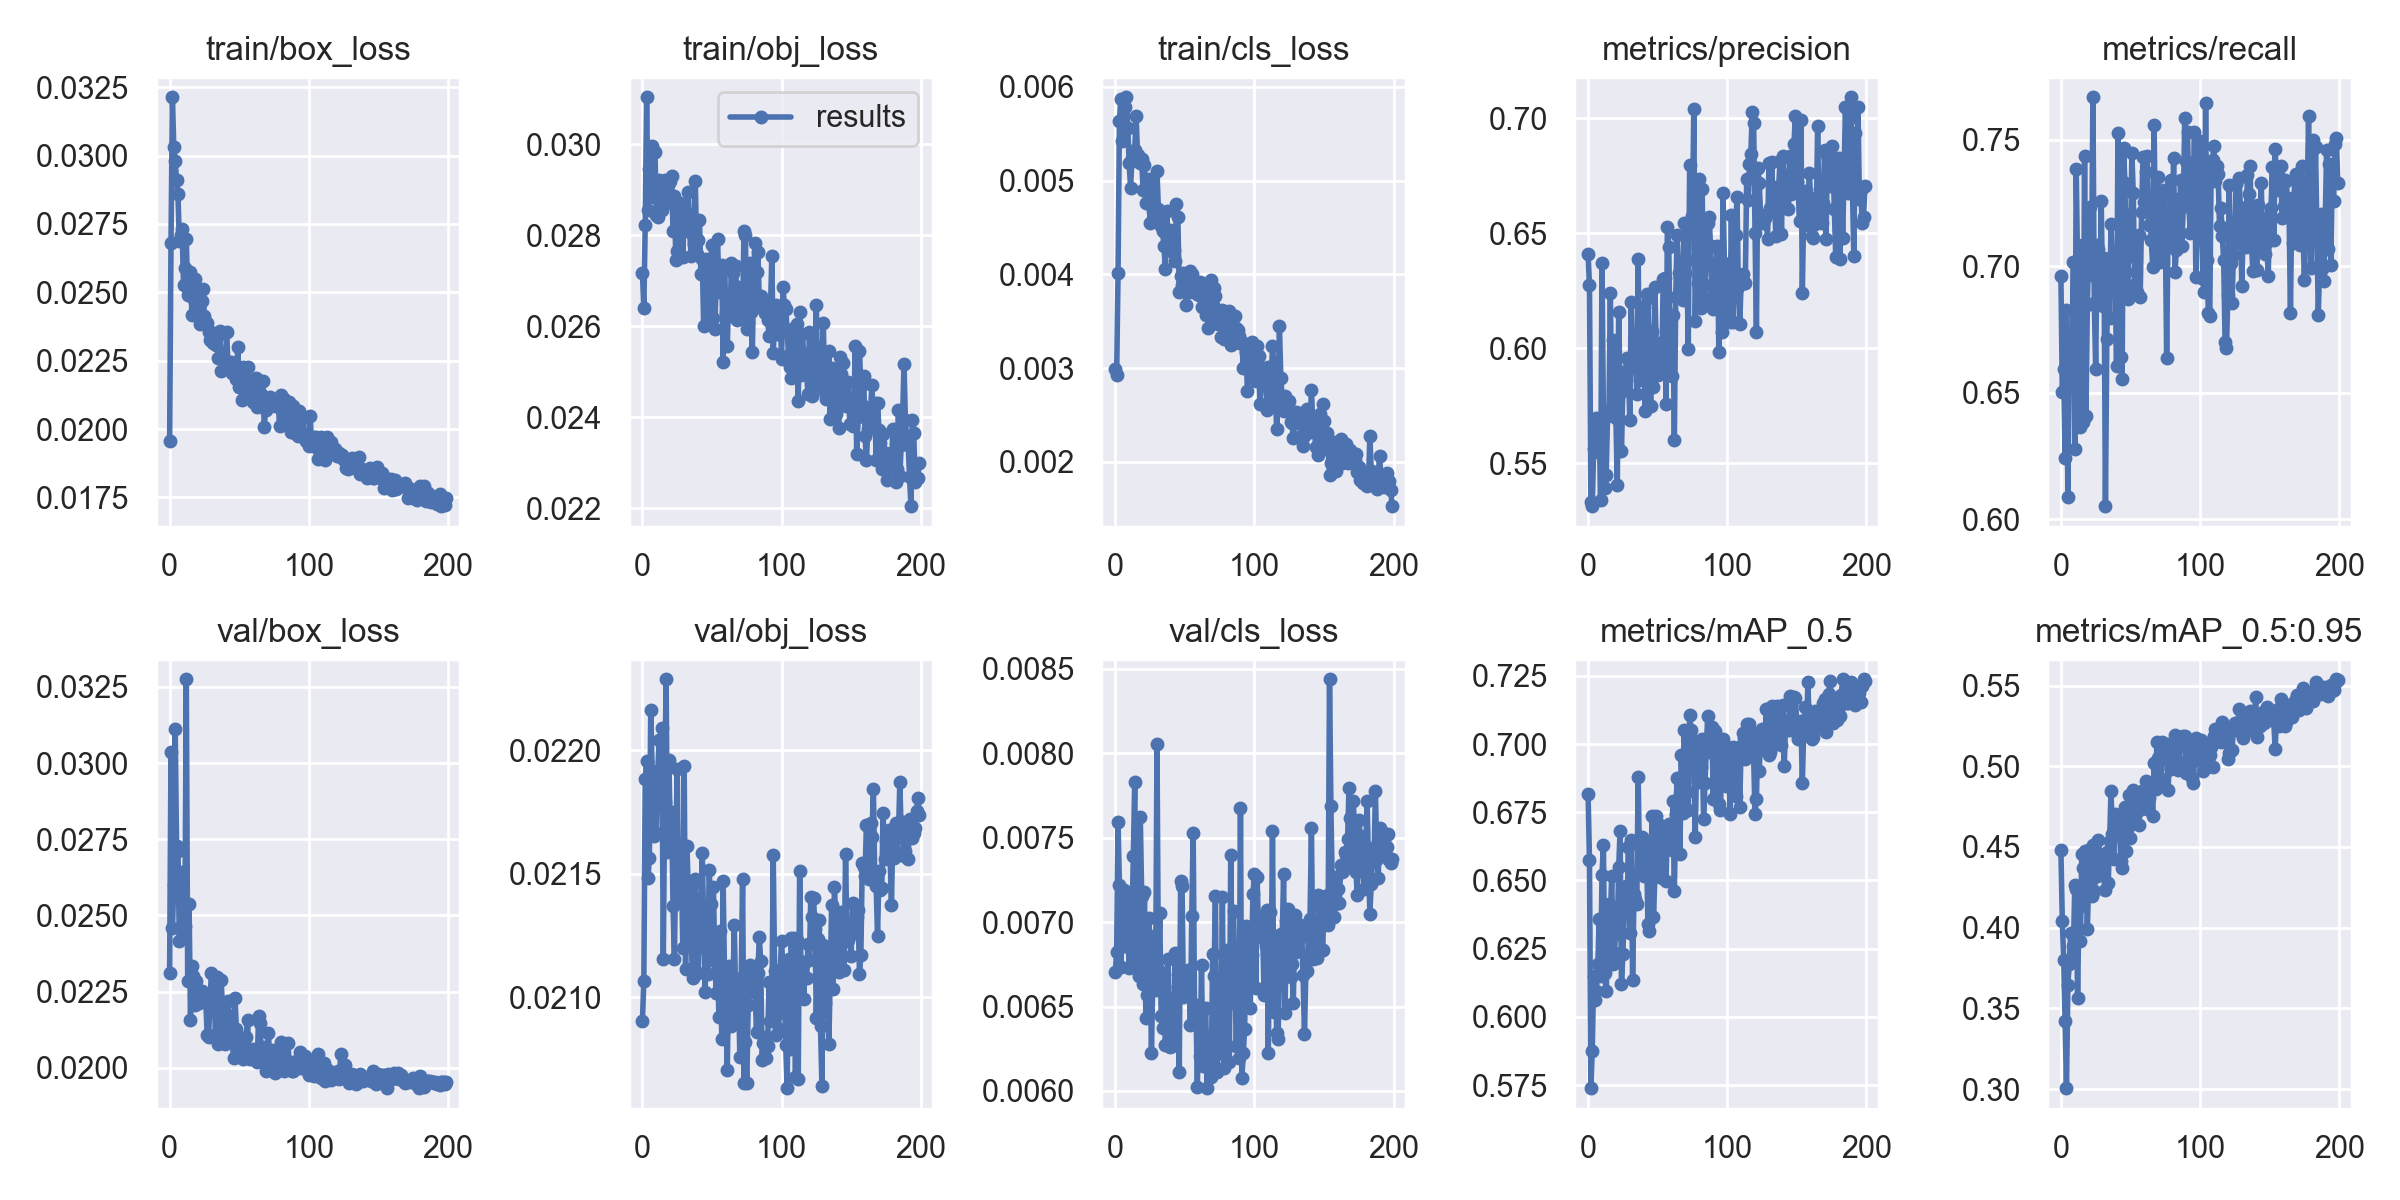 train/box_loss
0.0325
0.0300
0.0275
0.0250
0.0225
0.0200
0.0175
0 100 200
train/obj_loss
results
0.030
0.028
0.026
0.024
0.022
0 100 200
train/cls_loss
0.006
0.005
0.004
0.003
0.002
0 100 200
metrics/precision
0.70
0.65
0.60
0.55
0 100 200
metrics/recall
0.75
0.70
0.65
0.60
0 100 200
val/box_loss
0.0325
0.0300
0.0275
0.0250
0.0225
0.0200
0 100 200
val/obj_loss
0.0220
0.0215
0.0210
0 100 200
val/cls_loss
0.0085
0.0080
0.0075
0.0070
0.0065
0.0060
0 100 200
metrics/mAP_0.5
0.725
0.700
0.675
0.650
0.625
0.600
0.575
0 100 200
metrics/mAP_0.5:0.95
0.55
0.50
0.45
0.40
0.35
0.30
0 100 200